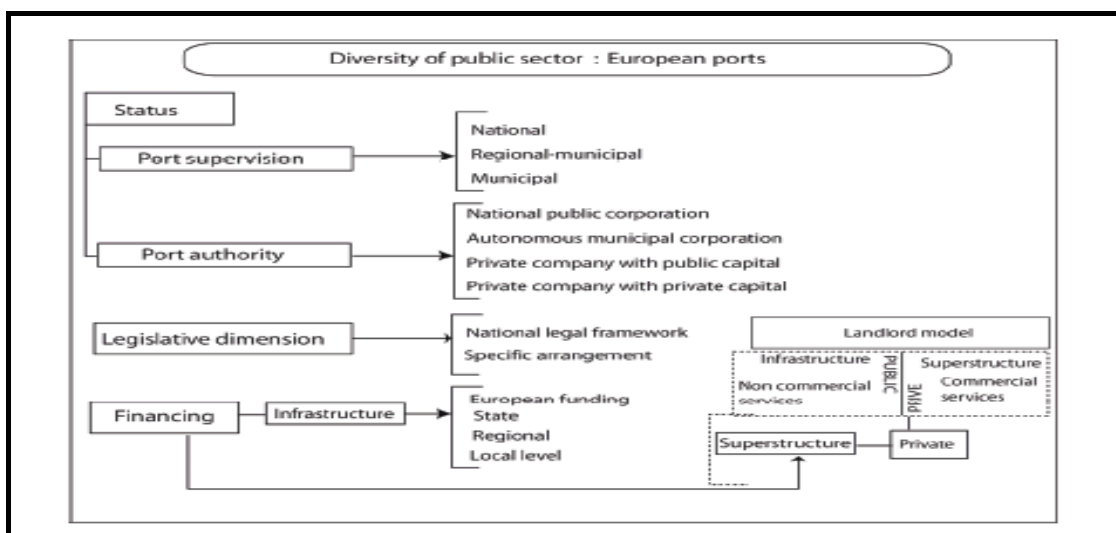 Diversity of public sector : European ports
Status
Port supervision
National
Regional-municipal
Municipal
Port authority
National public corporation
Autonomous municipal corporation
Private company with public capital
Private company with private capital
Legislative dimension
National legal framework
Specific arrangement
Financing
Infrastructure
European funding
State
Regional
Local level
Landlord model
Infrastructure
Non commercial
services
PUBLIC
PRIVE
Superstructure
Commercial
services
Superstructure
Private